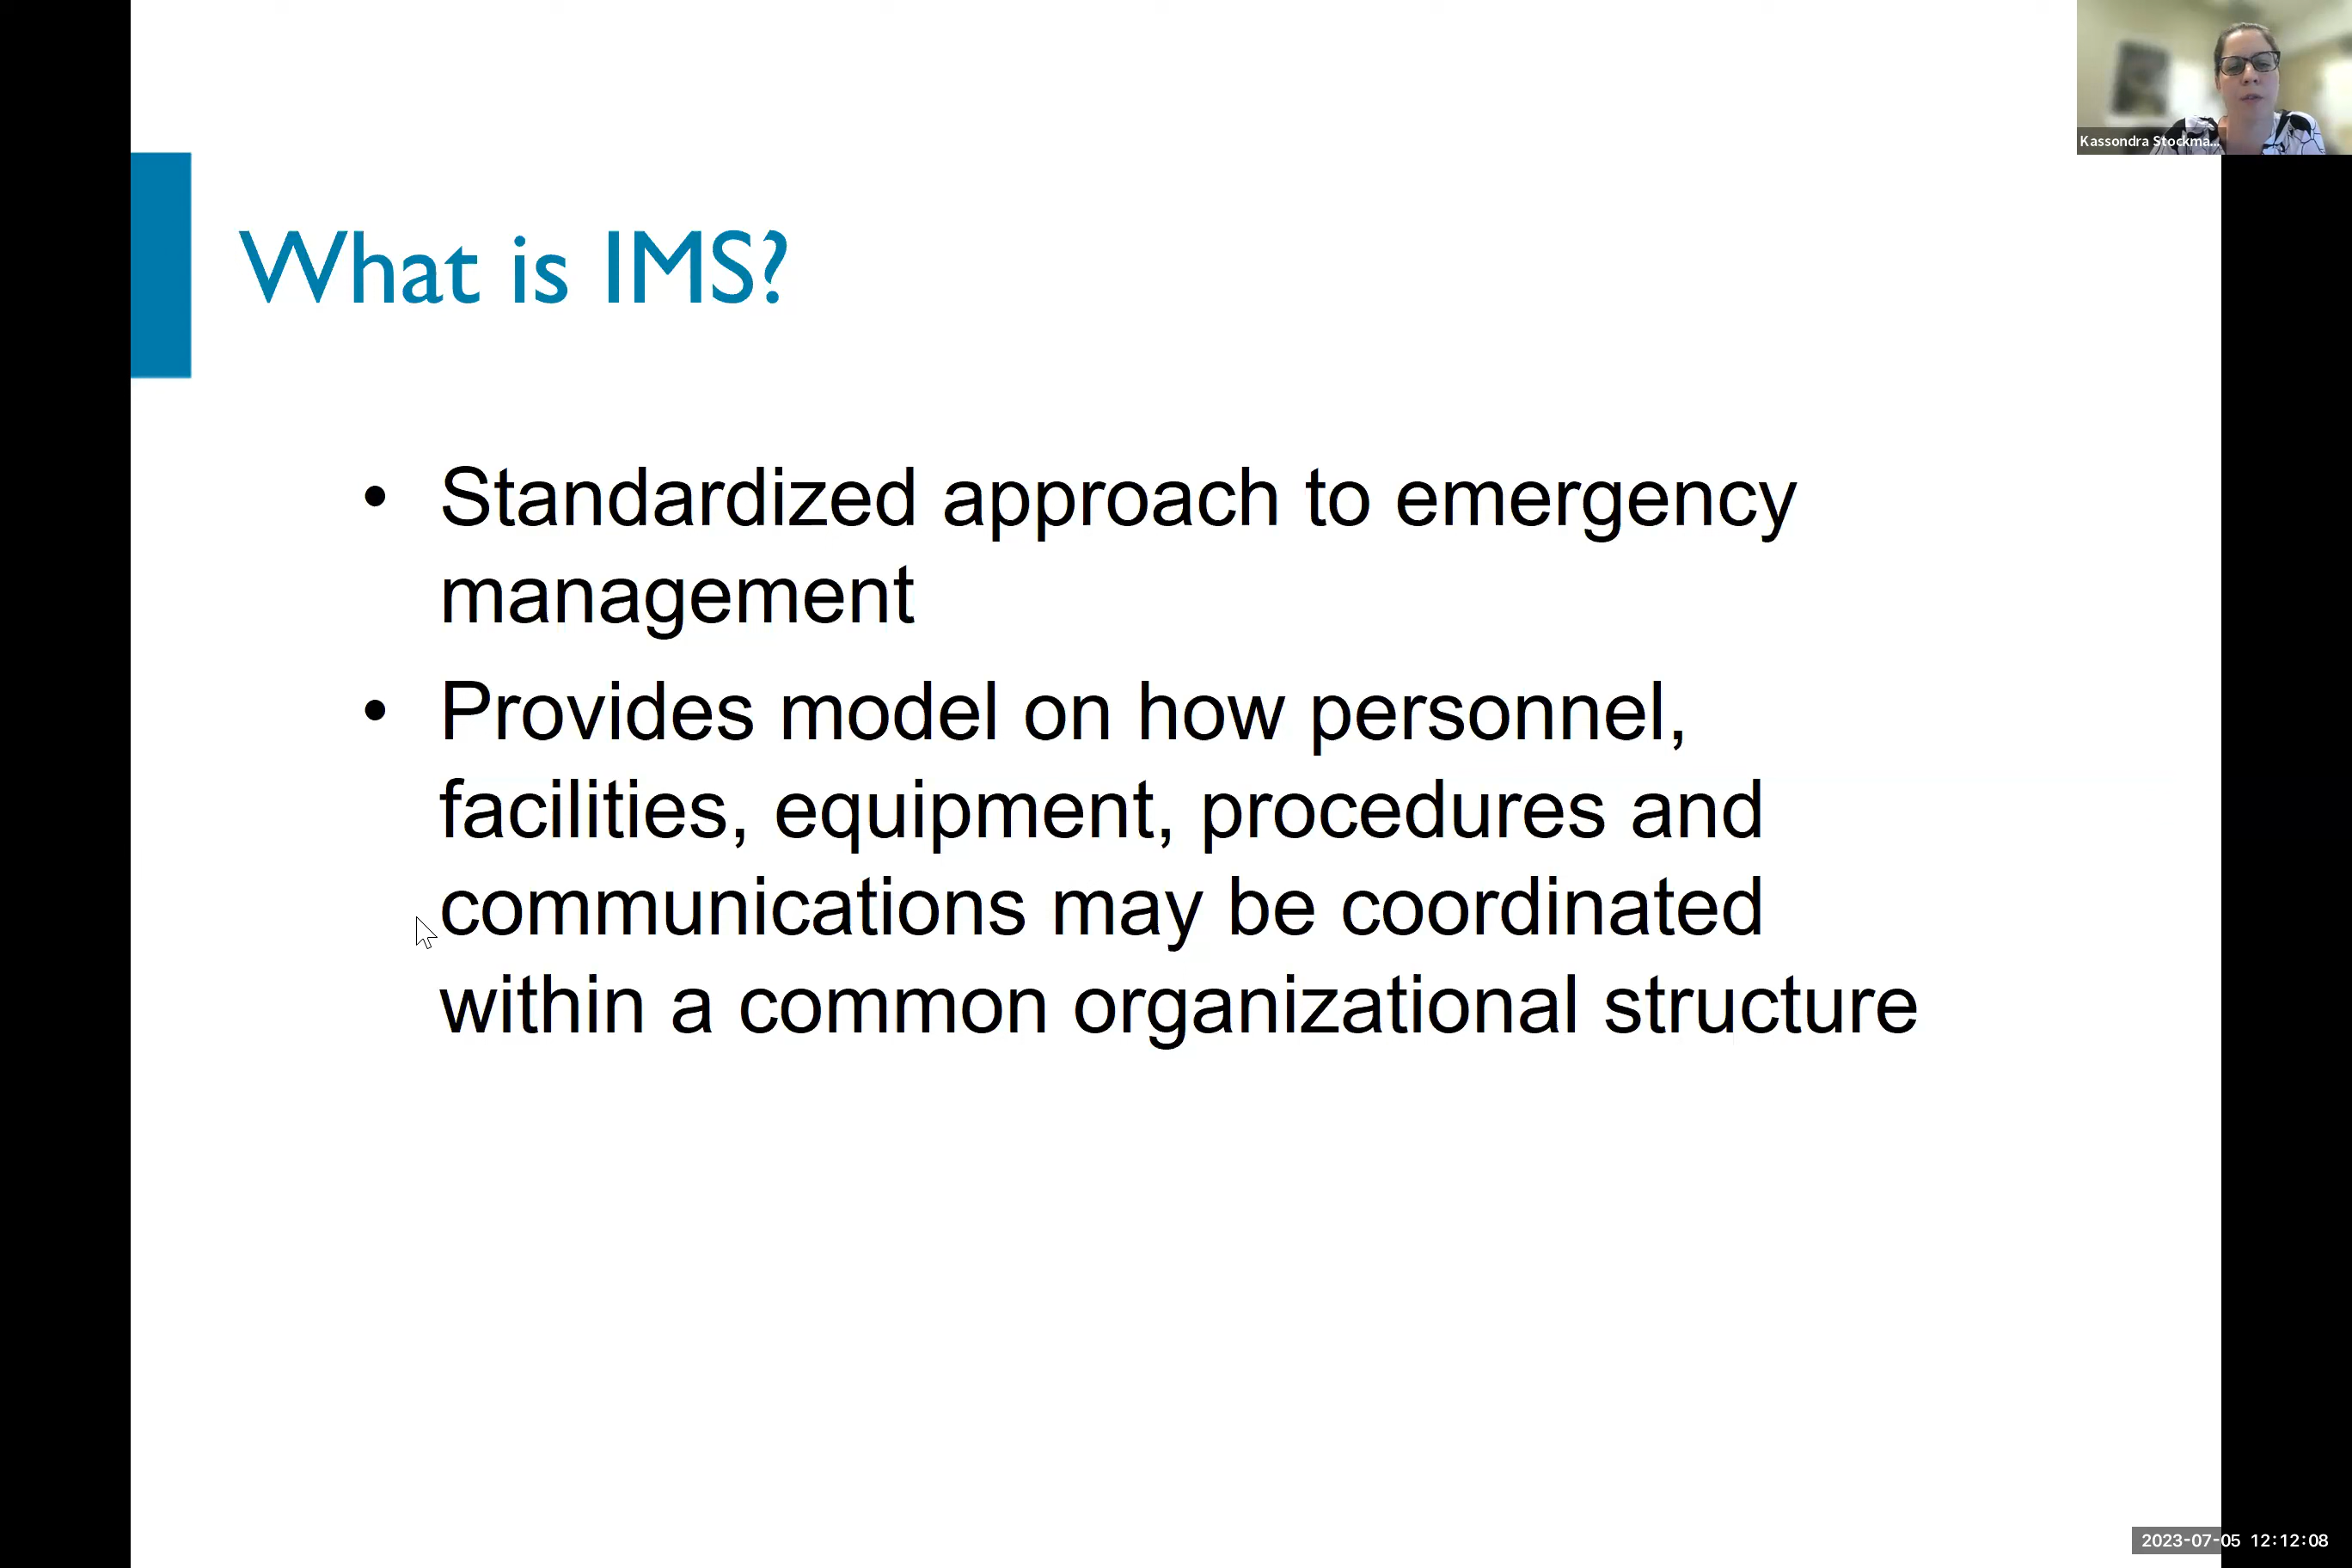 Kassondra Stockma...
What is IMS?
• Standardized approach to emergency
management
• Provides model on how personnel,
facilities, equipment, procedures and
communications may be coordinated
within a common organizational structure
2023-07-05 12:12:08